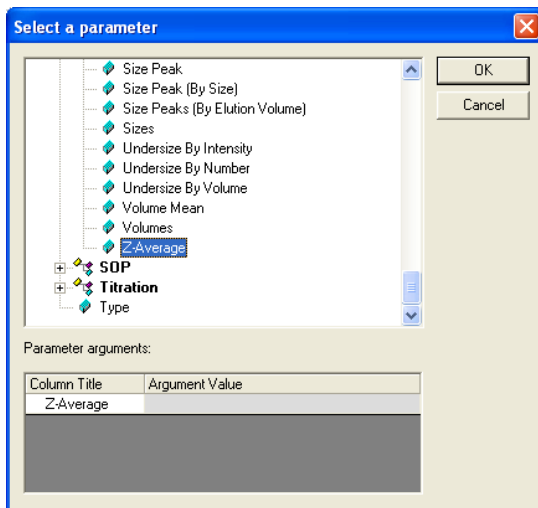 Select a parameter
Size Peak
OK
Size Peak (By Size)
Size Peaks (By Elution Volume)
Cancel
Sizes
Undersize By Intensity
Undersize By Number
Undersize By Volume
Volume Mean
Volumes
Z-Average
SOP
Titration
Type
Parameter arguments:
Column Title Argument Value
Z-Average